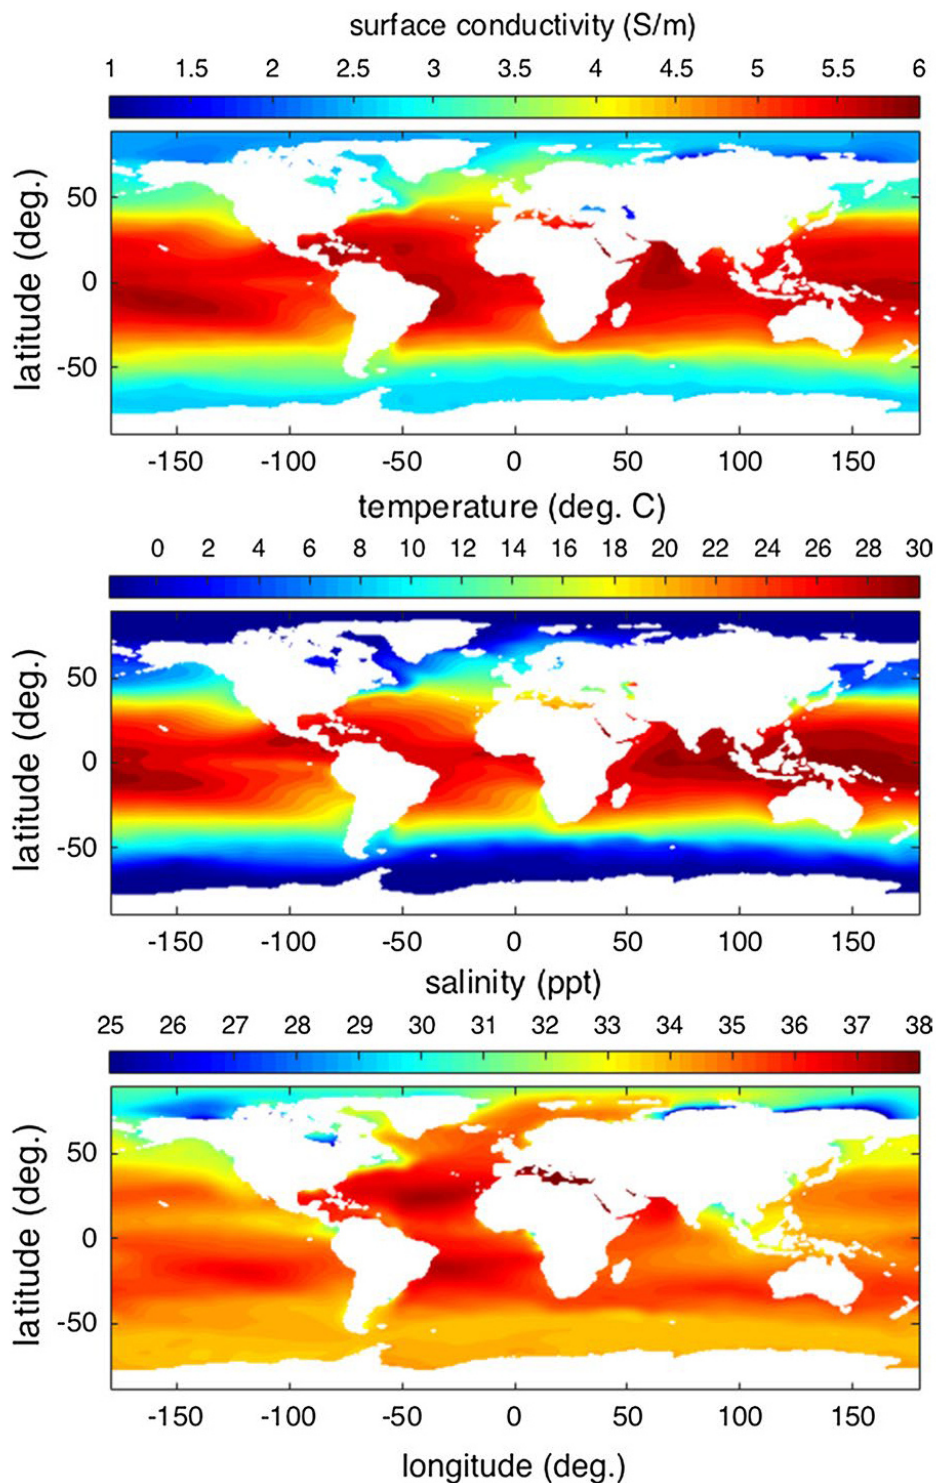 surface conductivity (S/m)
1 1.5 2 2.5 3 3.5 4 4.5 5 5.5 6
latitude (deg.)
50
0
-50
-150 -100 -50 0 50 100 150
temperature (deg. C)
0 2 4 6 8 10 12 14 16 18 20 22 24 26 28 30
latitude (deg.)
50
0
-50
-150 -100 -50 0 50 100 150
salinity (ppt)
25 26 27 28 29 30 31 32 33 34 35 36 37 38
latitude (deg.)
50
0
-50
-150 -100 -50 0 50 100 150
longitude (deg.)